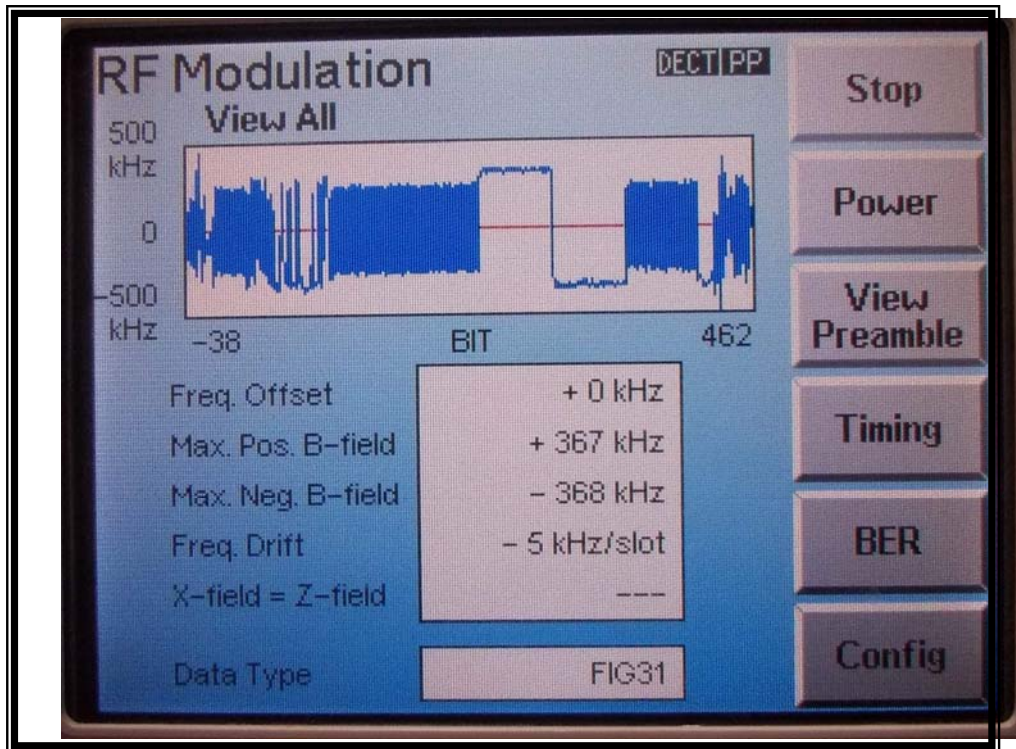 RF Modulation
DECT PP
View All
500
kHz
0
-500
kHz
-38
BIT
462
Freq. Offset
+ 0 kHz
Max. Pos. B-field
+ 367 kHz
Max. Neg. B-field
- 368 kHz
Freq. Drift
- 5 kHz/slot
X-field = Z-field
---
Data Type
FIG31
Stop
Power
View
Preamble
Timing
BER
Config